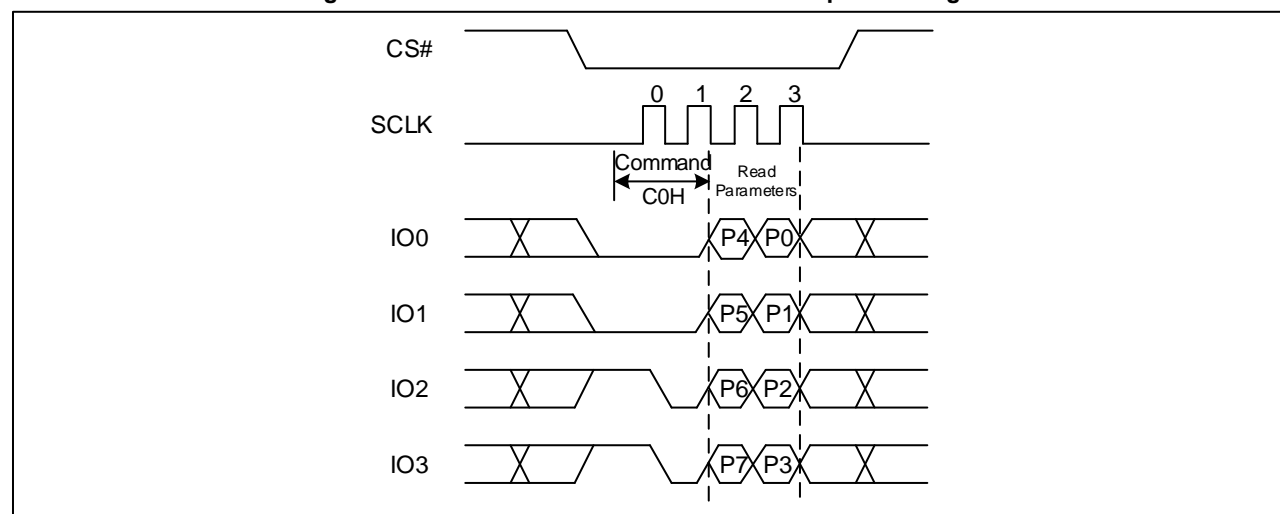 CS#
0 1 2 3
SCLK
Command
Read
Parameters
C0H
IO0
P4 P0
IO1
P5 P1
IO2
P6 P2
IO3
P7 P3